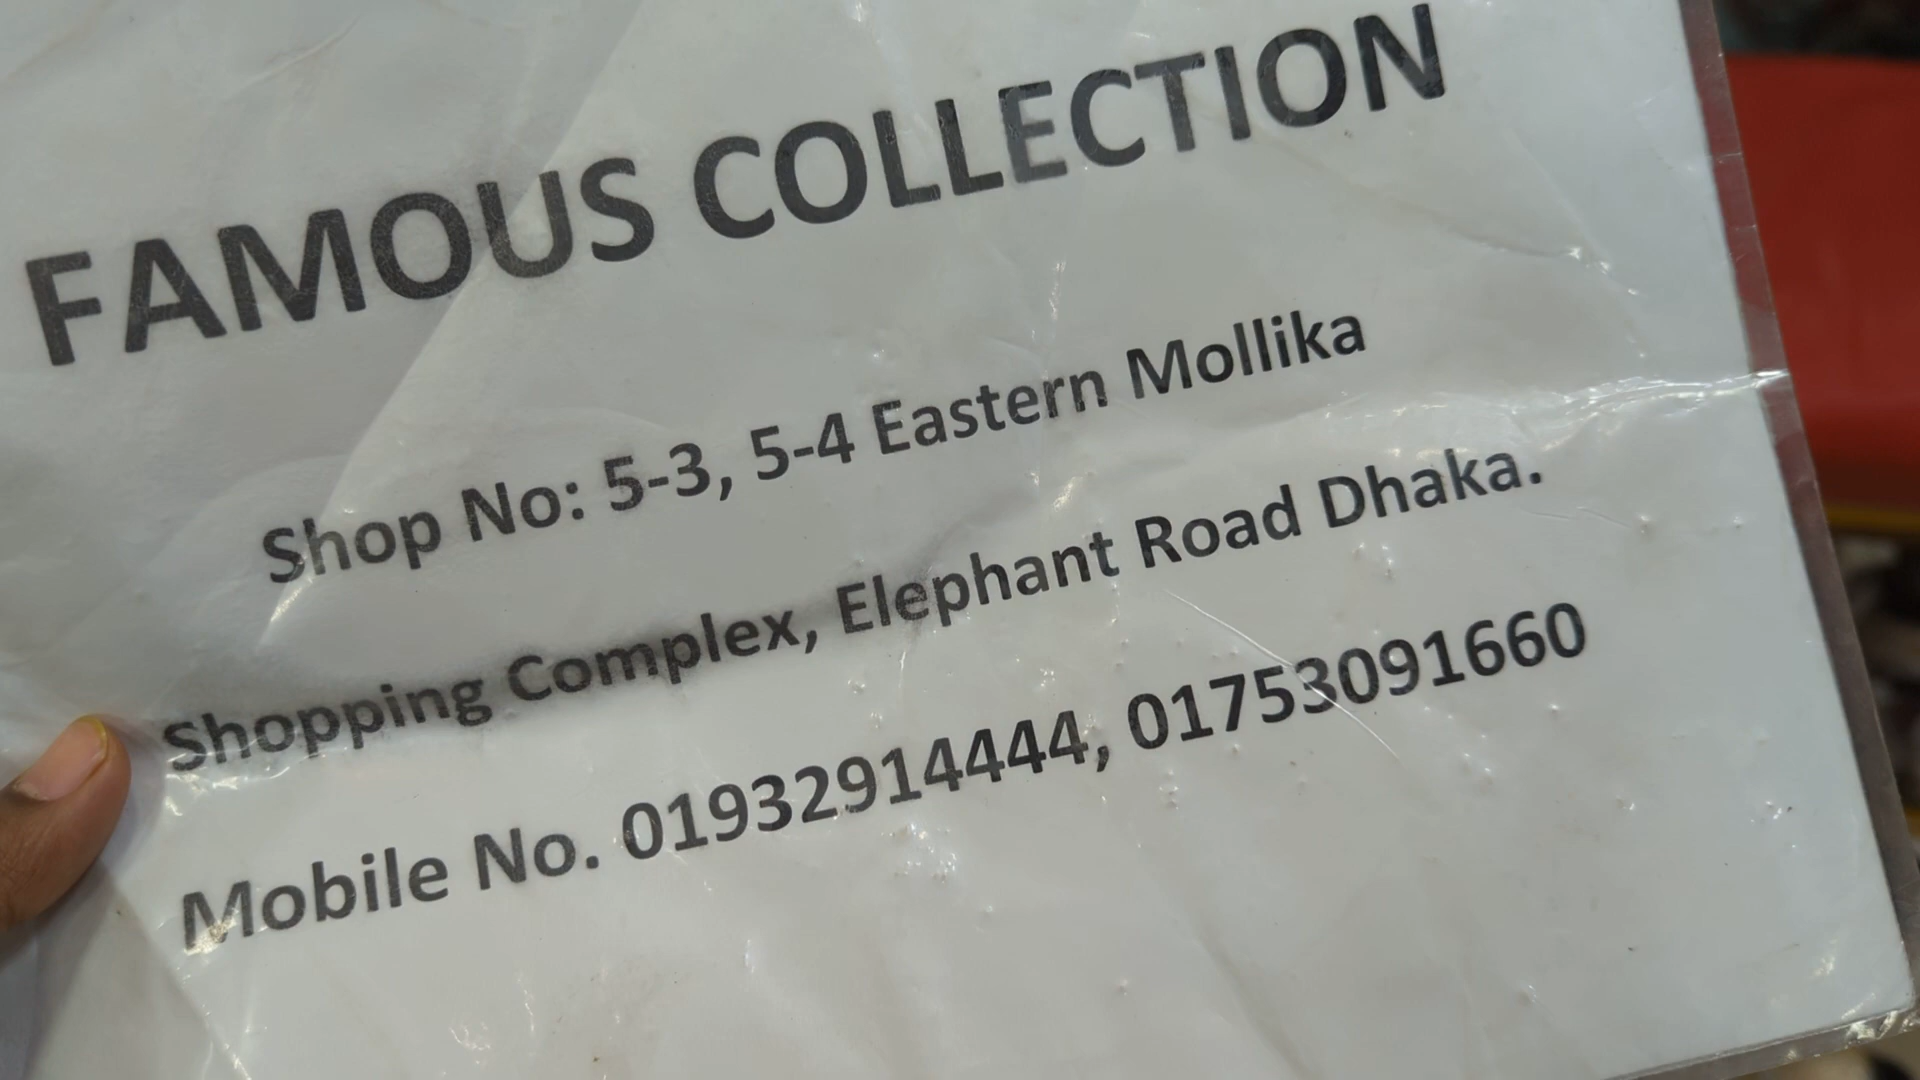 FAMOUS COLLECTION
Shop No: 5-3, 5-4 Eastern Mollika
Shopping Complex, Elephant Road Dhaka.
Mobile No. 01932914444, 01753091660